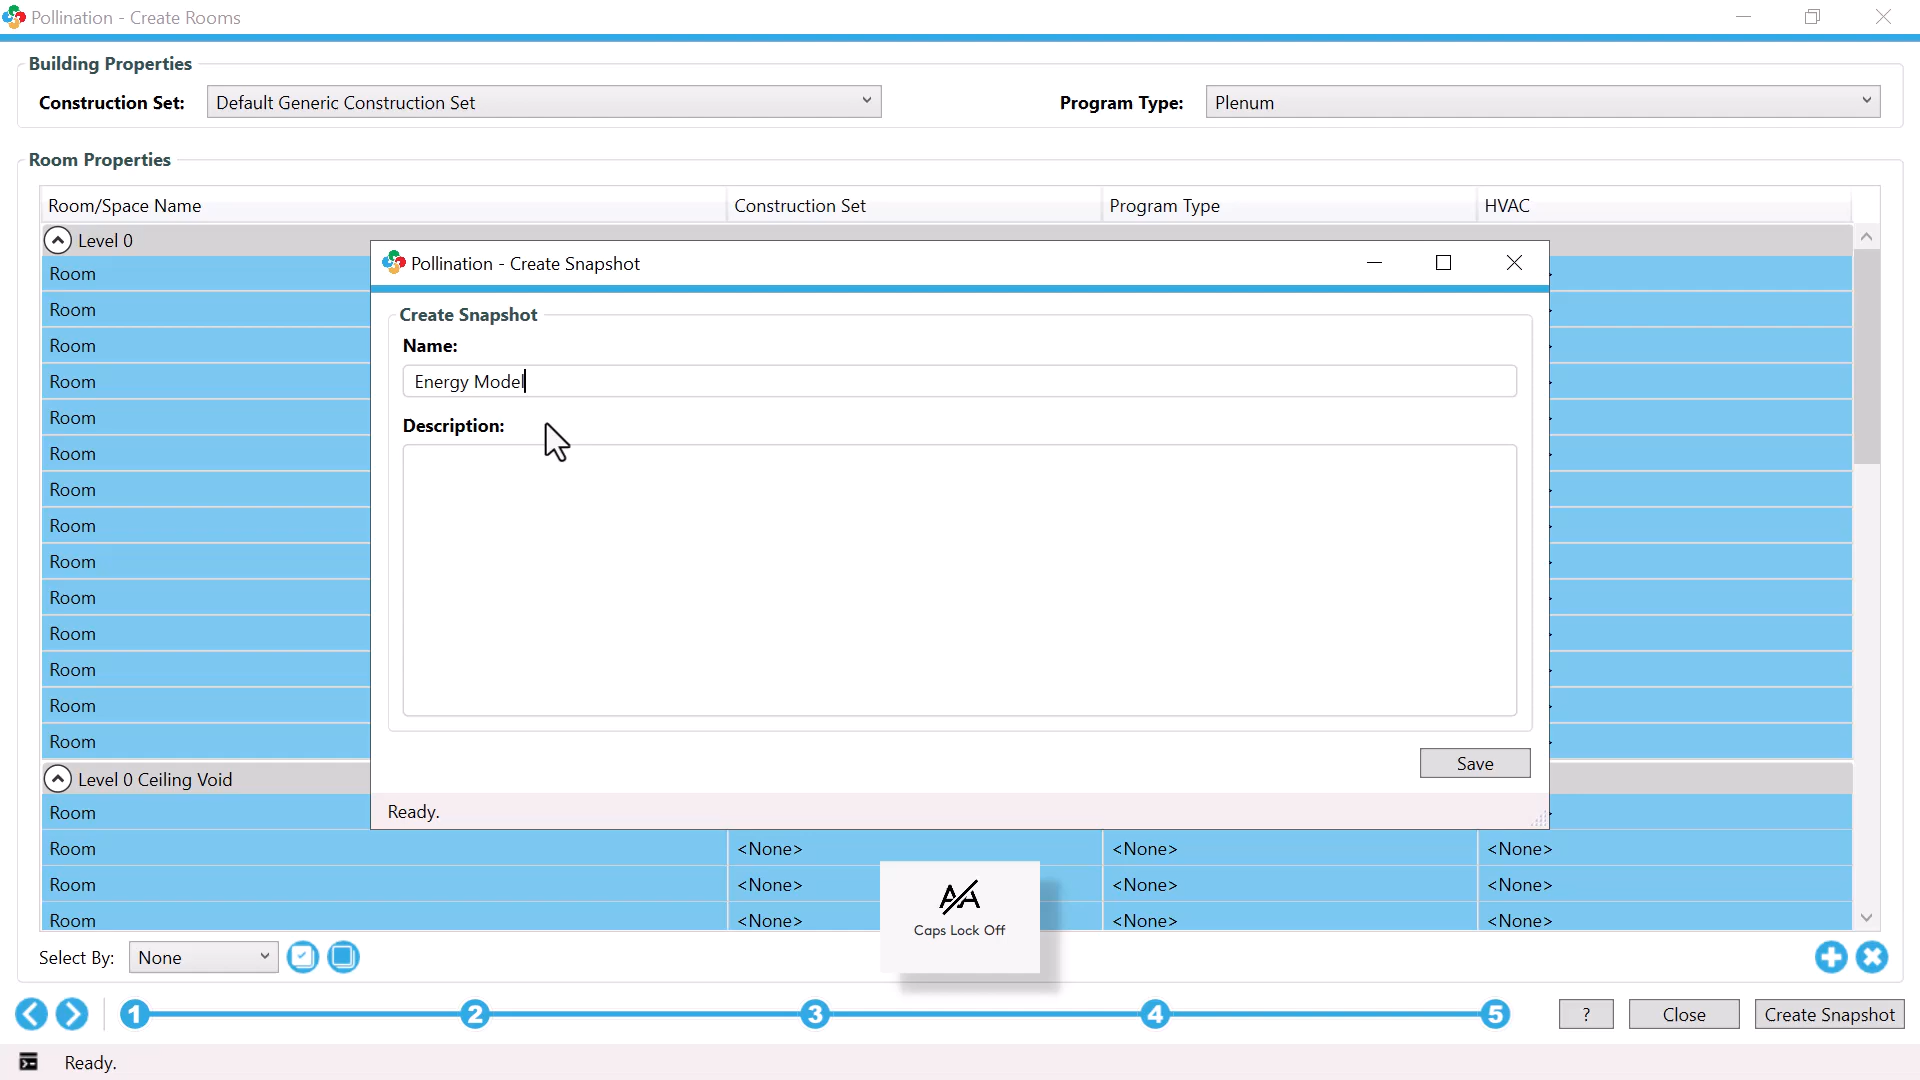 Pollination - Create Rooms
Building Properties
Construction Set: Default Generic Construction Set Program Type: Plenum
Room Properties
Room/Space Name Construction Set Program Type HVAC
Level 0
Pollination - Create Snapshot
Room
Create Snapshot
Room
Name:
Room
Energy Model
Room
Room
Description:
Room
Room
Room
Room
Room
Room
Room
Room
Room
Save
Level 0 Ceiling Void
Room
Ready.
Room <None> <None> <None>
Room <None> <None> <None>
Room <None> <None> <None>
AA
Caps Lock Off
Select By: None
1 2 3 4 5 ? Close Create Snapshot
Ready.